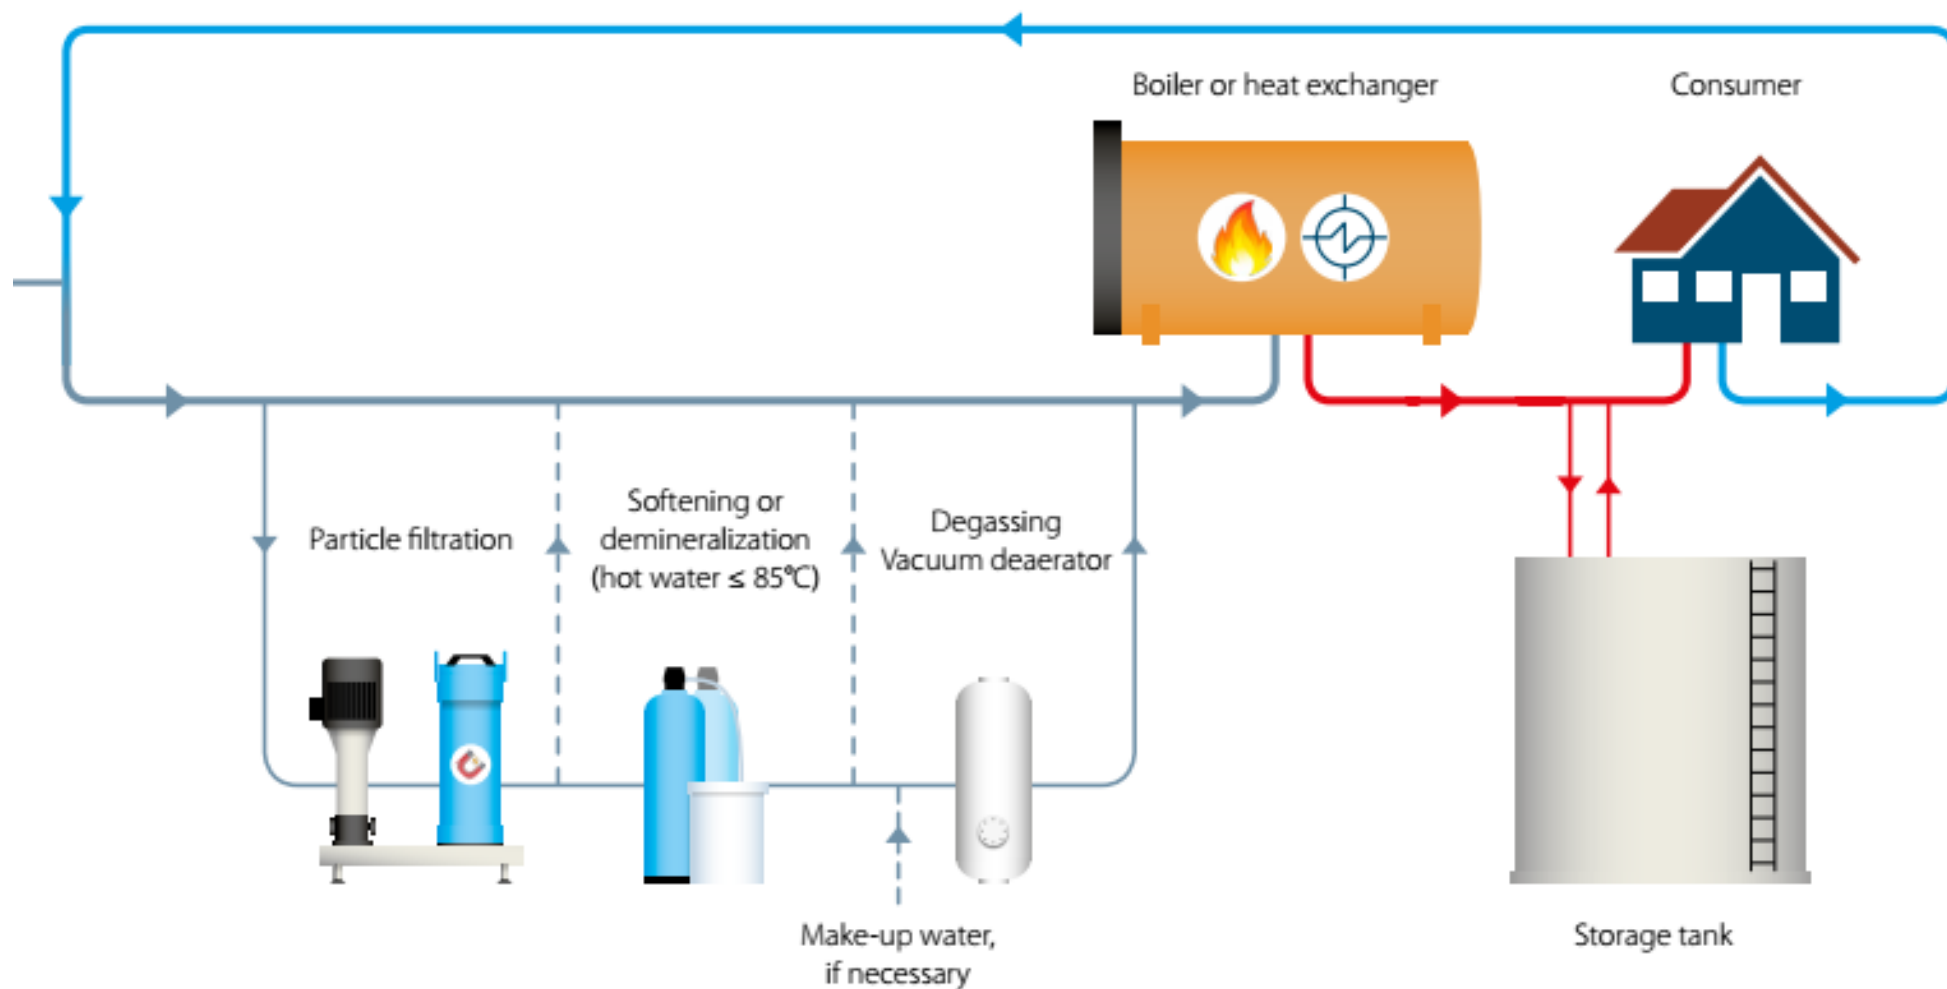 Boiler or heat exchanger
Consumer
Particle filtration
Softening or
demineralization
(hot water ≤ 85°C)
Degassing
Vacuum deaerator
Make-up water,
if necessary
Storage tank